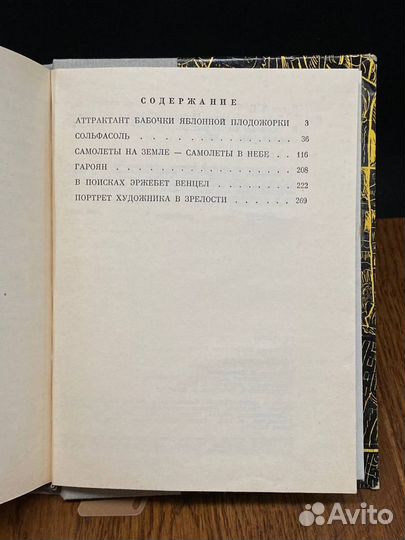 СОДЕРЖАНИЕ
АТТРАКТАНТ БАБОЧКИ ЯБЛОННОЙ ПЛОДОЖОРКИ 3
СОЛЬФАСОЛЬ . . . . . . . . . . . . . 36
САМОЛЕТЫ НА ЗЕМЛЕ — САМОЛЕТЫ В НЕБЕ . . 116
ГАРОЯН . . . . . . . . . . . . . . . 208
В ПОИСКАХ ЭРЖЕБЕТ ВЕНЦЕЛ . . . . . . . 222
ПОРТРЕТ ХУДОЖНИКА В ЗРЕЛОСТИ . . . . . . 269
Avito